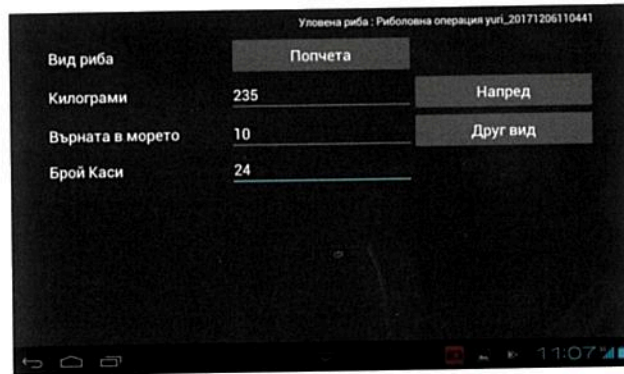 Уловена риба : Риболовна операция yuri_20171206110441
Вид риба Попчета
Килограми 235 Напред
Върната в морето 10 Друг вид
Брой Каси 24
11:07